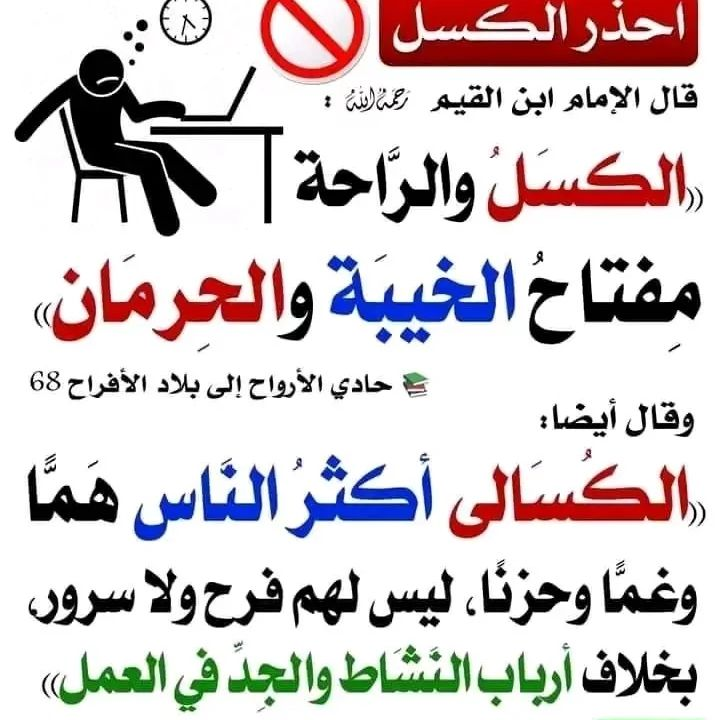 احذر الكسل
قال الإمام ابن القيم رحمه الله :
«الكسَلُ والرَّاحة
مِفتاحُ الخيبَة والحِرمَان»
حادي الأرواح إلى بلاد الأفراح 68
وقال أيضا:
«الكُسَالى أكثرُ النَّاس هَمًّا
وغمًّا وحزنًا، ليس لهم فرح ولا سرور،
بخلاف أرباب النَشَاط والجِدِّ في العمل»